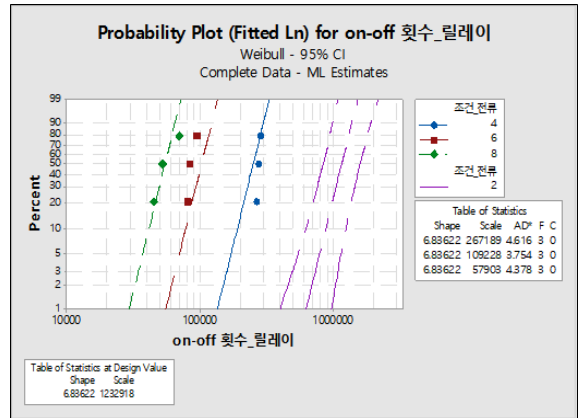 Probability Plot (Fitted Ln) for on-off 횟수_릴레이
Weibull - 95% CI
Complete Data - ML Estimates
Percent
99
90
80
70
60
50
40
30
20
10
5
3
2
1
10000 100000 1000000
on-off 횟수_릴레이
조건_전류
4
6
8
조건_전류
2
Table of Statistics
Shape Scale AD* F C
6.83622 267189 4.616 3 0
6.83622 109228 3.754 3 0
6.83622 57903 4.378 3 0
Table of Statistics at Design Value
Shape Scale
6.83622 1232918